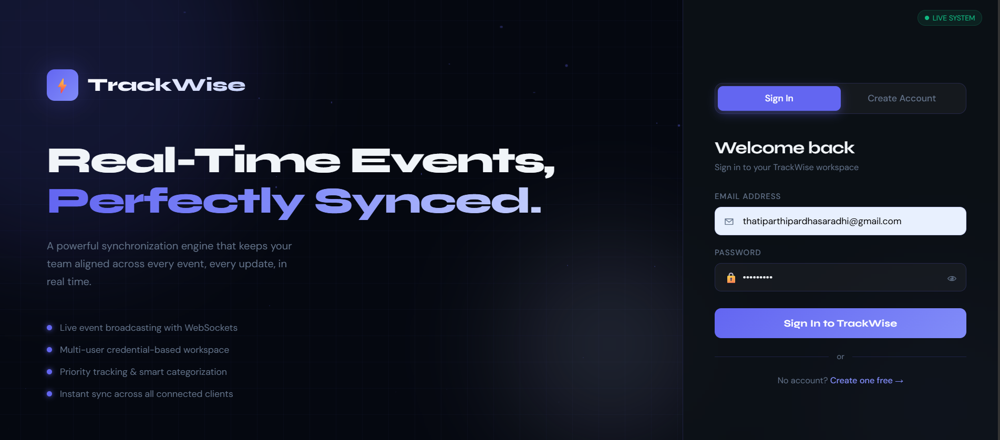 TrackWise
Real-Time Events,
Perfectly Synced.
A powerful synchronization engine that keeps your
team aligned across every event, every update, in
real time.
Live event broadcasting with WebSockets
Multi-user credential-based workspace
Priority tracking & smart categorization
Instant sync across all connected clients
LIVE SYSTEM
Sign In
Create Account
Welcome back
Sign in to your TrackWise workspace
EMAIL ADDRESS
thatiparthipardhasaradhi@gmail.com
PASSWORD
•••••••••
Sign In to TrackWise
or
No account? Create one free →